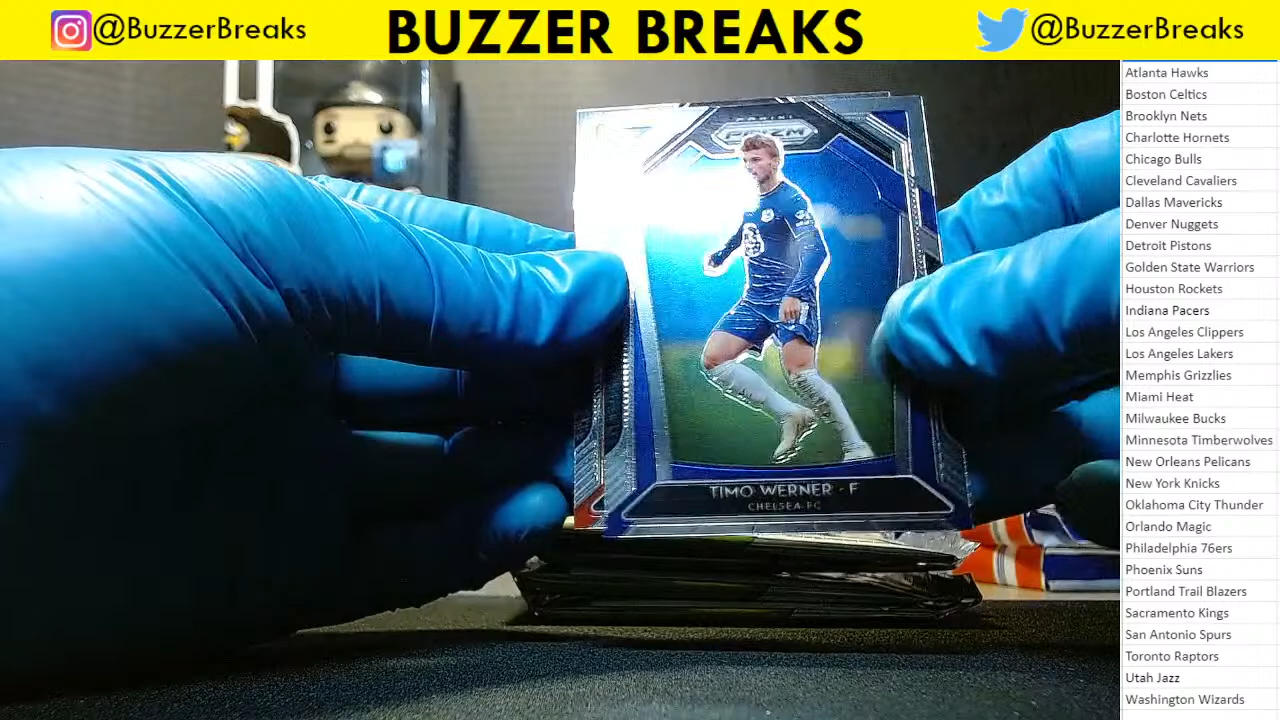 @BuzzerBreaks
BUZZER BREAKS
@BuzzerBreaks
PANINI
PRIZM
TIMO WERNER - F
CHELSEA FC
Atlanta Hawks
Boston Celtics
Brooklyn Nets
Charlotte Hornets
Chicago Bulls
Cleveland Cavaliers
Dallas Mavericks
Denver Nuggets
Detroit Pistons
Golden State Warriors
Houston Rockets
Indiana Pacers
Los Angeles Clippers
Los Angeles Lakers
Memphis Grizzlies
Miami Heat
Milwaukee Bucks
Minnesota Timberwolves
New Orleans Pelicans
New York Knicks
Oklahoma City Thunder
Orlando Magic
Philadelphia 76ers
Phoenix Suns
Portland Trail Blazers
Sacramento Kings
San Antonio Spurs
Toronto Raptors
Utah Jazz
Washington Wizards